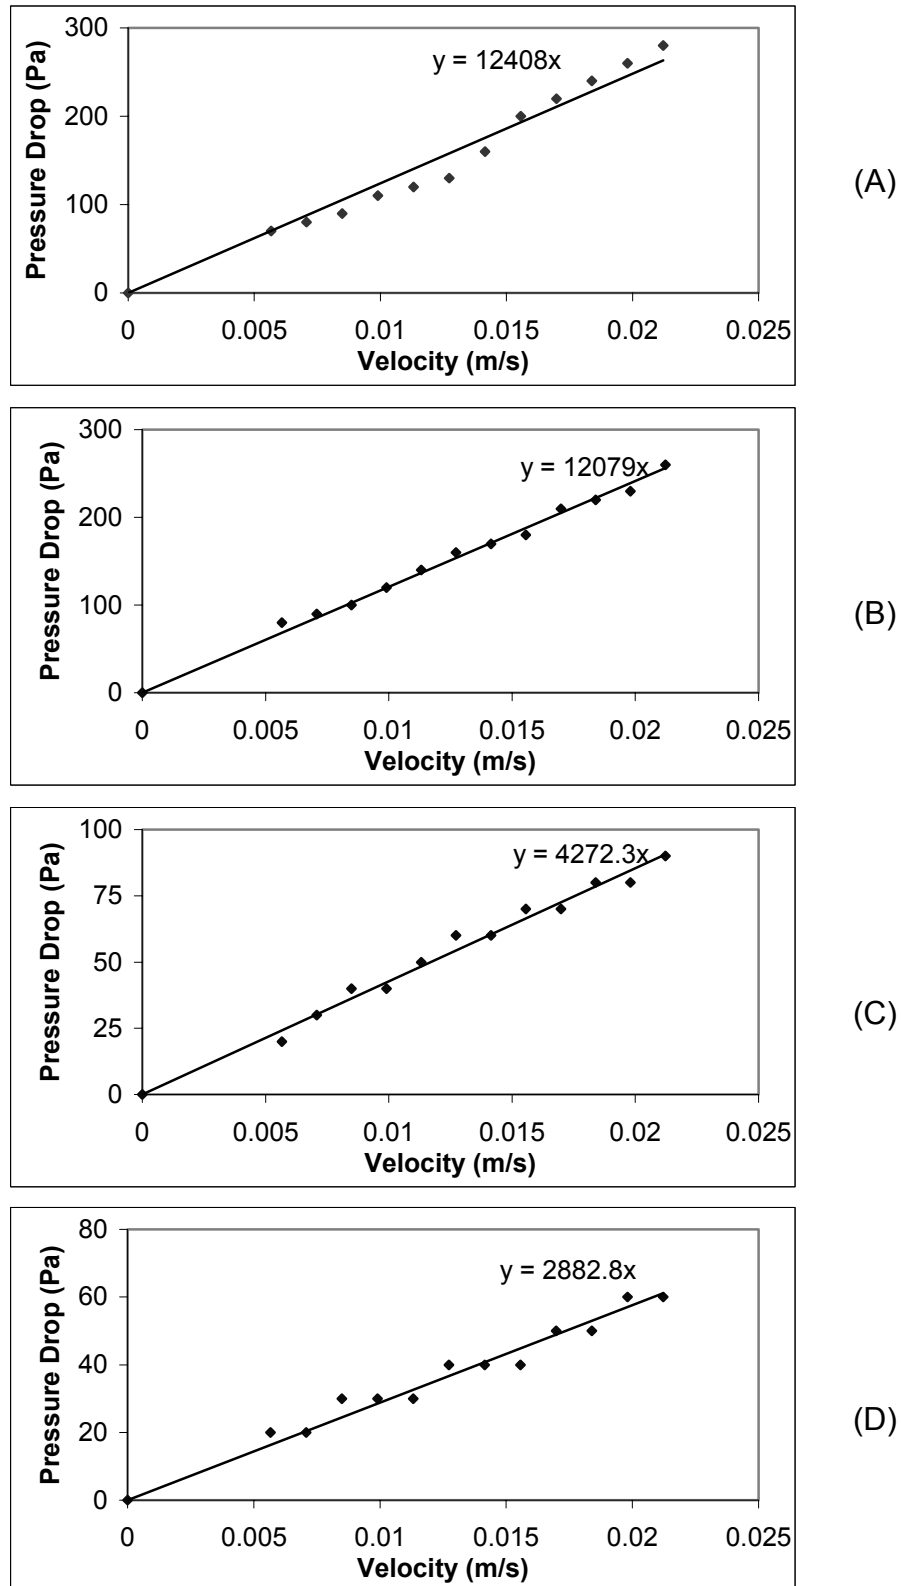 300
y = 12408x
200
100
0
Pressure Drop (Pa)
0 0.005 0.01 0.015 0.02 0.025
Velocity (m/s)
(A)
300
y = 12079x
200
100
0
Pressure Drop (Pa)
0 0.005 0.01 0.015 0.02 0.025
Velocity (m/s)
(B)
100
y = 4272.3x
75
50
25
0
Pressure Drop (Pa)
0 0.005 0.01 0.015 0.02 0.025
Velocity (m/s)
(C)
80
y = 2882.8x
60
40
20
0
Pressure Drop (Pa)
0 0.005 0.01 0.015 0.02 0.025
Velocity (m/s)
(D)